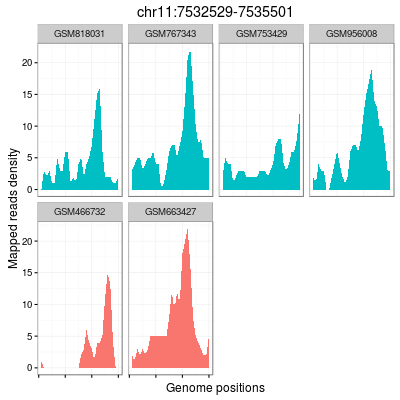 chr11:7532529-7535501
GSM818031 GSM767343 GSM753429 GSM956008
20
15
10
5
0
GSM466732 GSM663427
20
15
10
5
0
Mapped reads density
Genome positions